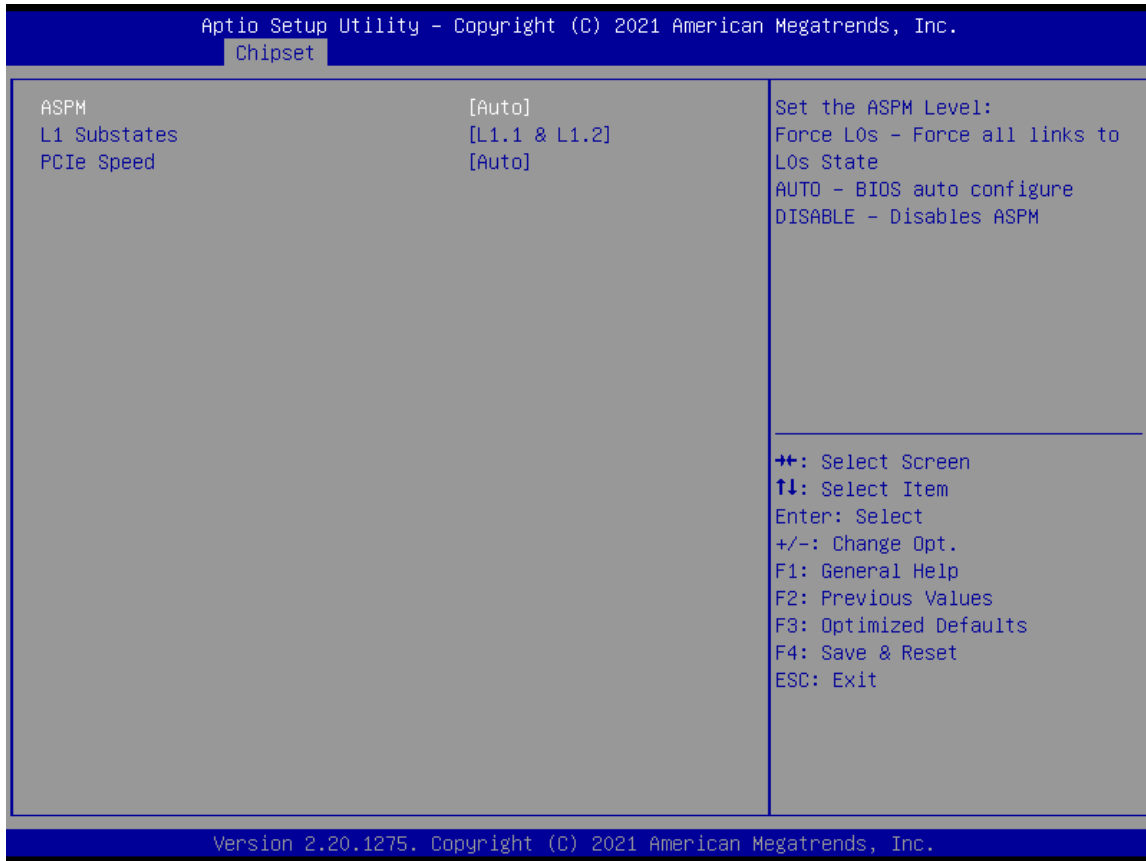 Aptio Setup Utility – Copyright (C) 2021 American Megatrends, Inc.
Chipset
ASPM [Auto]
L1 Substates [L1.1 & L1.2]
PCIe Speed [Auto]
Set the ASPM Level:
Force L0s – Force all links to
L0s State
AUTO – BIOS auto configure
DISABLE – Disables ASPM
→←: Select Screen
↑↓: Select Item
Enter: Select
+/-: Change Opt.
F1: General Help
F2: Previous Values
F3: Optimized Defaults
F4: Save & Reset
ESC: Exit
Version 2.20.1275. Copyright (C) 2021 American Megatrends, Inc.